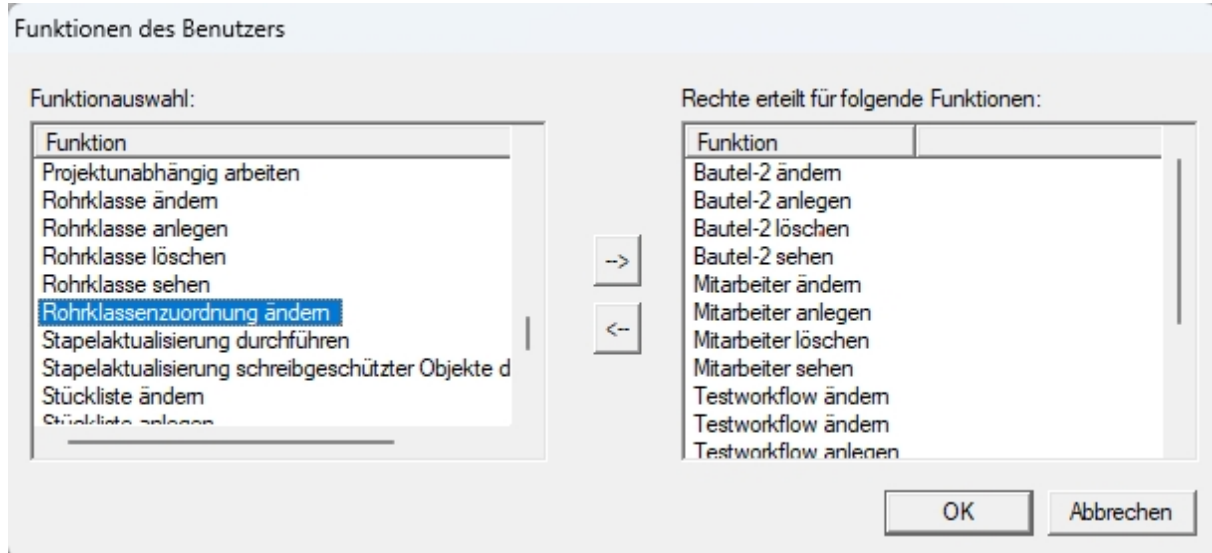 Funktionen des Benutzers
Funktionauswahl:
Funktion
Projektunabhängig arbeiten
Rohrklasse ändern
Rohrklasse anlegen
Rohrklasse löschen
Rohrklasse sehen
Rohrklassenzuordnung ändern
Stapelaktualisierung durchführen
Stapelaktualisierung schreibgeschützter Objekte d
Stückliste ändern
Stückliste anlegen
-->
<--
Rechte erteilt für folgende Funktionen:
Funktion
Bautel-2 ändern
Bautel-2 anlegen
Bautel-2 löschen
Bautel-2 sehen
Mitarbeiter ändern
Mitarbeiter anlegen
Mitarbeiter löschen
Mitarbeiter sehen
Testworkflow ändern
Testworkflow ändern
Testworkflow anlegen
OK
Abbrechen